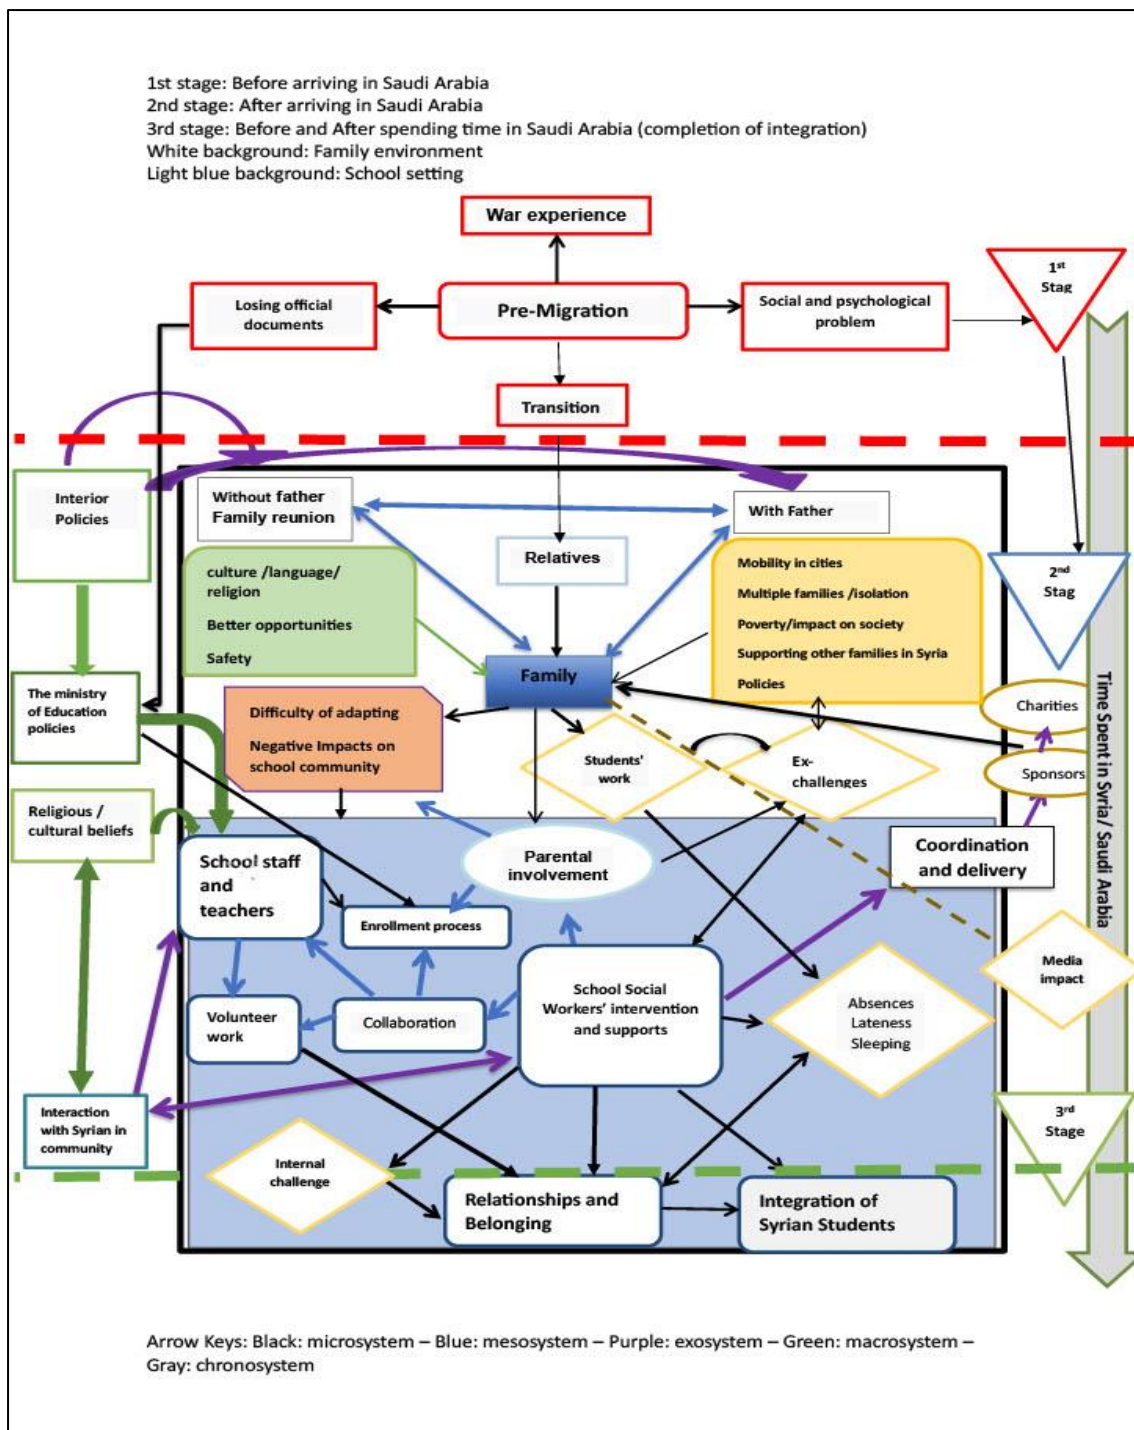 1st stage: Before arriving in Saudi Arabia
2nd stage: After arriving in Saudi Arabia
3rd stage: Before and After spending time in Saudi Arabia (completion of integration)
White background: Family environment
Light blue background: School setting
War experience
Losing official
documents
Pre-Migration
Social and psychological
problem
1st
Stag
Transition
Interior
Policies
Without father
Family reunion
With Father
Relatives
culture /language/
religion
Better opportunities
Safety
Mobility in cities
Multiple families /isolation
Poverty/impact on society
Supporting other families in Syria
Policies
2nd
Stag
Family
The ministry
of Education
policies
Difficulty of adapting
Negative Impacts on
school community
Students'
work
Ex-
challenges
Charities
Sponsors
Time Spent in Syria/ Saudi Arabia
Religious /
cultural beliefs
School staff
and
teachers
Parental
involvement
Coordination
and delivery
Enrollment process
Media
impact
Volunteer
work
Collaboration
School Social
Workers' intervention
and supports
Absences
Lateness
Sleeping
Interaction
with Syrian in
community
3rd
Stage
Internal
challenge
Relationships and
Belonging
Integration of
Syrian Students
Arrow Keys: Black: microsystem – Blue: mesosystem – Purple: exosystem – Green: macrosystem –
Gray: chronosystem